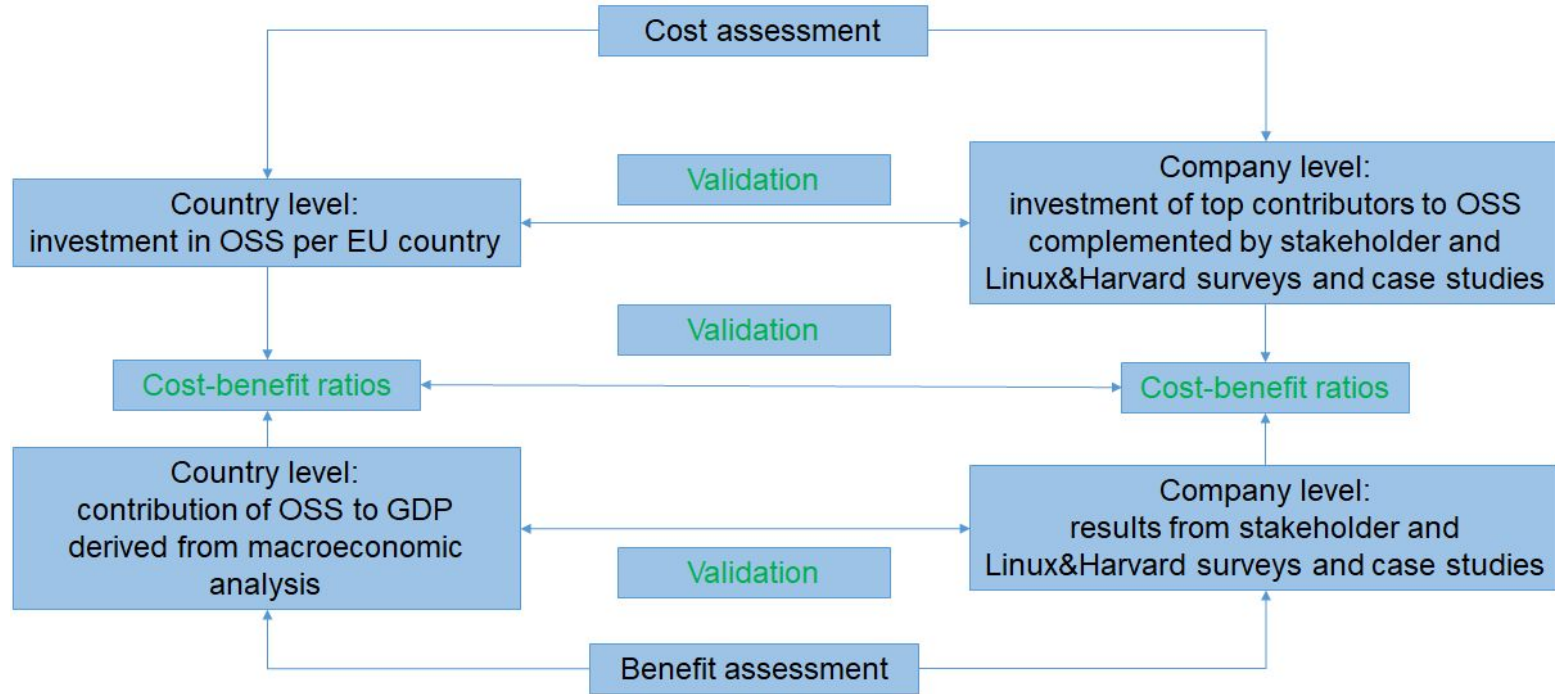 Cost assessment
Validation
Country level:
investment in OSS per EU country
Company level:
investment of top contributors to OSS
complemented by stakeholder and
Linux&Harvard surveys and case studies
Validation
Cost-benefit ratios
Cost-benefit ratios
Country level:
contribution of OSS to GDP
derived from macroeconomic
analysis
Company level:
results from stakeholder and
Linux&Harvard surveys and case studies
Validation
Benefit assessment